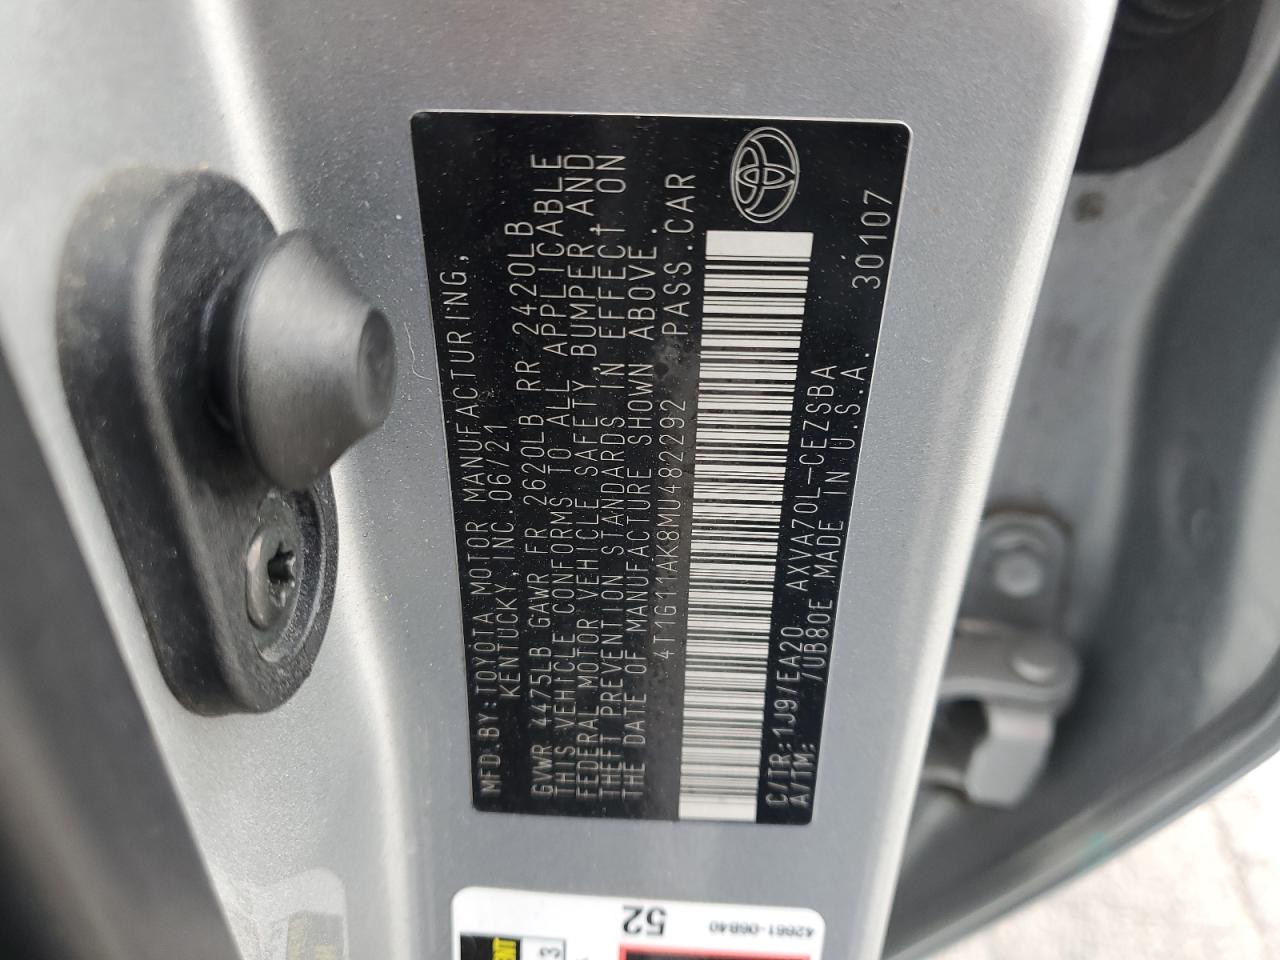 MFD.BY:TOYOTA MOTOR MANUFACTURING,
KENTUCKY, INC.06/21
GVWR 4475LB GAWR FR 2620LB RR 2420LB
THIS VEHICLE CONFORMS TO ALL APPLICABLE
FEDERAL MOTOR VEHICLE SAFETY, BUMPER, AND
THEFT PREVENTION STANDARDS IN EFFECT ON
THE DATE OF MANUFACTURE SHOWN ABOVE.
4T1G11AK8MU482292 PASS.CAR
C/TR:1J9/EA20 AXVA70L-CEZSBA
A/TM: /UB80E MADE IN U.S.A. 30107
52
42661-06B40
3